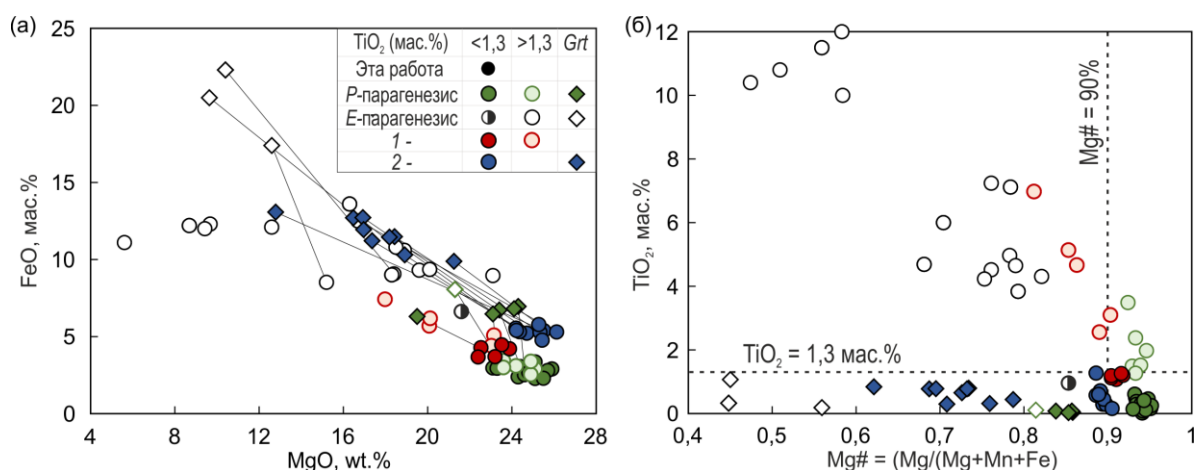 (а)
FeO, мас.%
25
20
15
10
5
0
4 8 12 16 20 24 28
MgO, wt.%
TiO₂ (мас.%) <1,3 >1,3 Grt
Эта работа
P-парагенезис
E-парагенезис
1 -
2 -
(б)
TiO₂, мас.%
12
10
8
6
4
2
0
0,4 0,5 0,6 0,7 0,8 0,9 1
Mg# = (Mg/(Mg+Mn+Fe)
Mg# = 90%
TiO₂ = 1,3 мас.%